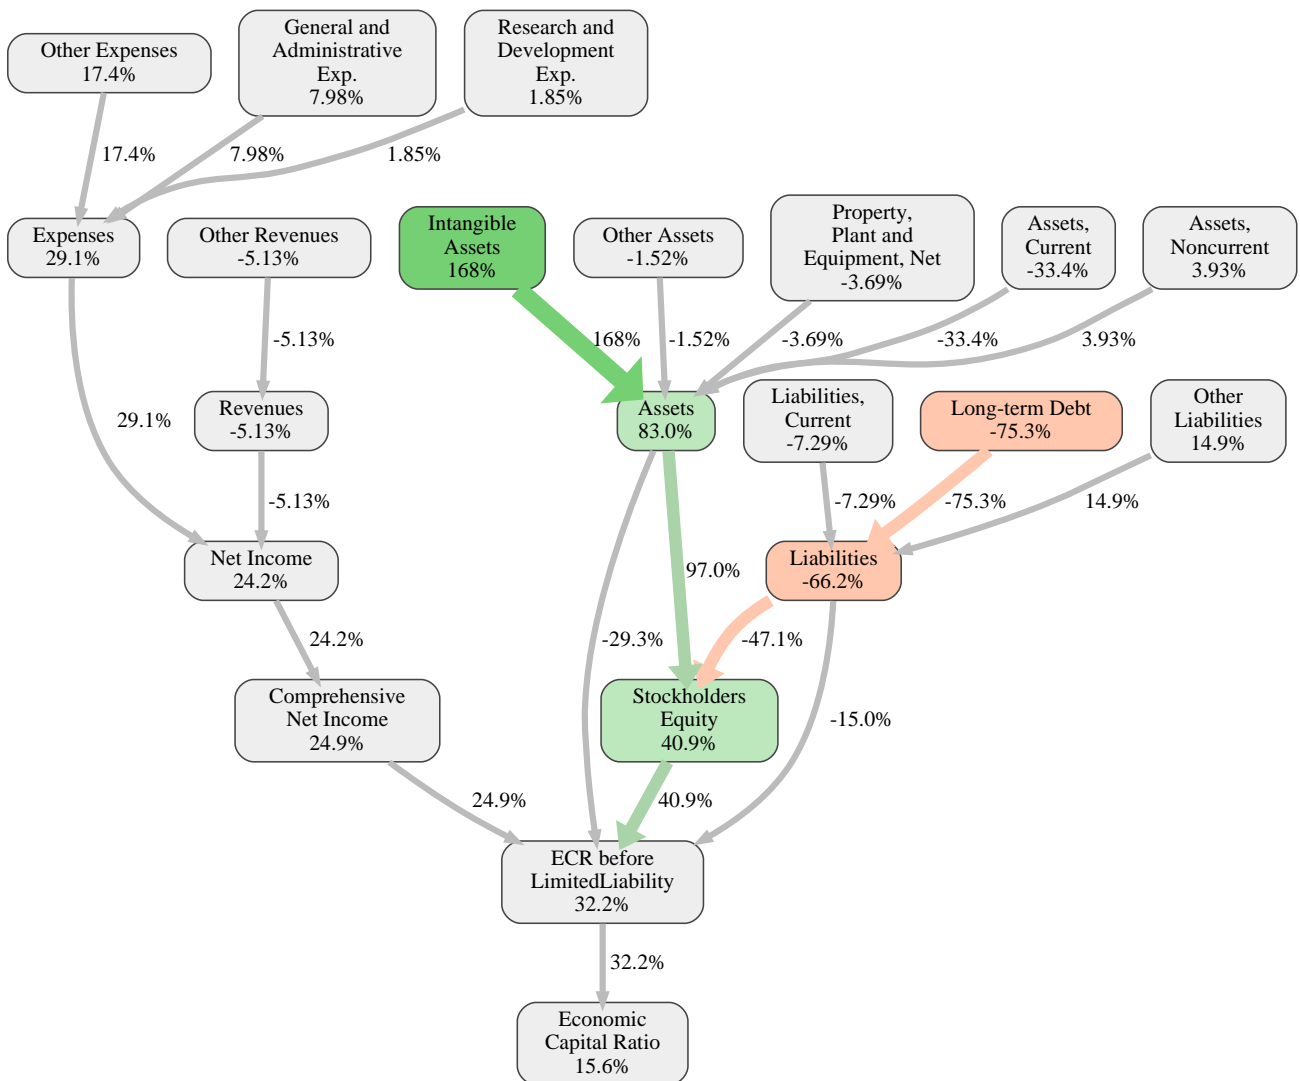 Other Expenses
17.4%
General and
Administrative
Exp.
7.98%
Research and
Development
Exp.
1.85%
17.4%
7.98%
1.85%
Expenses
29.1%
Other Revenues
-5.13%
Intangible
Assets
168%
Other Assets
-1.52%
Property,
Plant and
Equipment, Net
-3.69%
Assets,
Current
-33.4%
Assets,
Noncurrent
3.93%
-5.13%
168%
-1.52%
-3.69%
-33.4%
3.93%
29.1%
Revenues
-5.13%
Assets
83.0%
Liabilities,
Current
-7.29%
Long-term Debt
-75.3%
Other
Liabilities
14.9%
-5.13%
-7.29%
-75.3%
14.9%
Net Income
24.2%
97.0%
Liabilities
-66.2%
24.2%
-29.3%
-47.1%
Comprehensive
Net Income
24.9%
Stockholders
Equity
40.9%
-15.0%
24.9%
40.9%
ECR before
LimitedLiability
32.2%
32.2%
Economic
Capital Ratio
15.6%